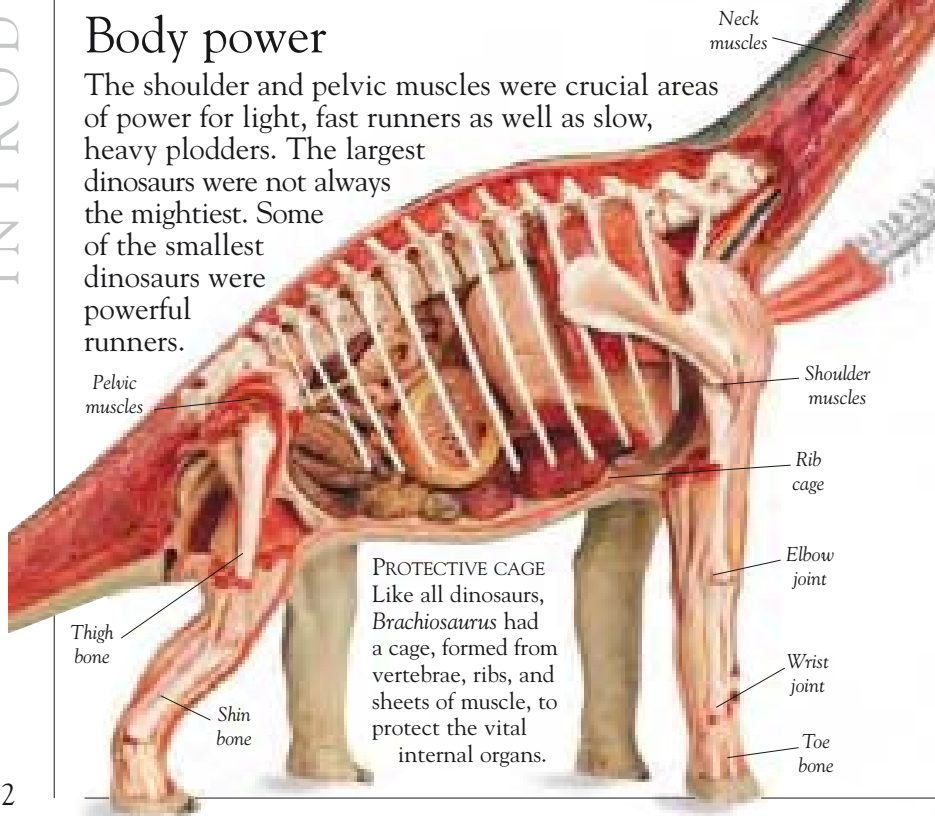 INTROD
Body power
The shoulder and pelvic muscles were crucial areas
of power for light, fast runners as well as slow,
heavy plodders. The largest
dinosaurs were not always
the mightiest. Some
of the smallest
dinosaurs were
powerful
runners.
Neck
muscles
Pelvic
muscles
Shoulder
muscles
Rib
cage
Elbow
joint
Wrist
joint
Toe
bone
Thigh
bone
Shin
bone
PROTECTIVE CAGE
Like all dinosaurs,
Brachiosaurus had
a cage, formed from
vertebrae, ribs, and
sheets of muscle, to
protect the vital
internal organs.
2